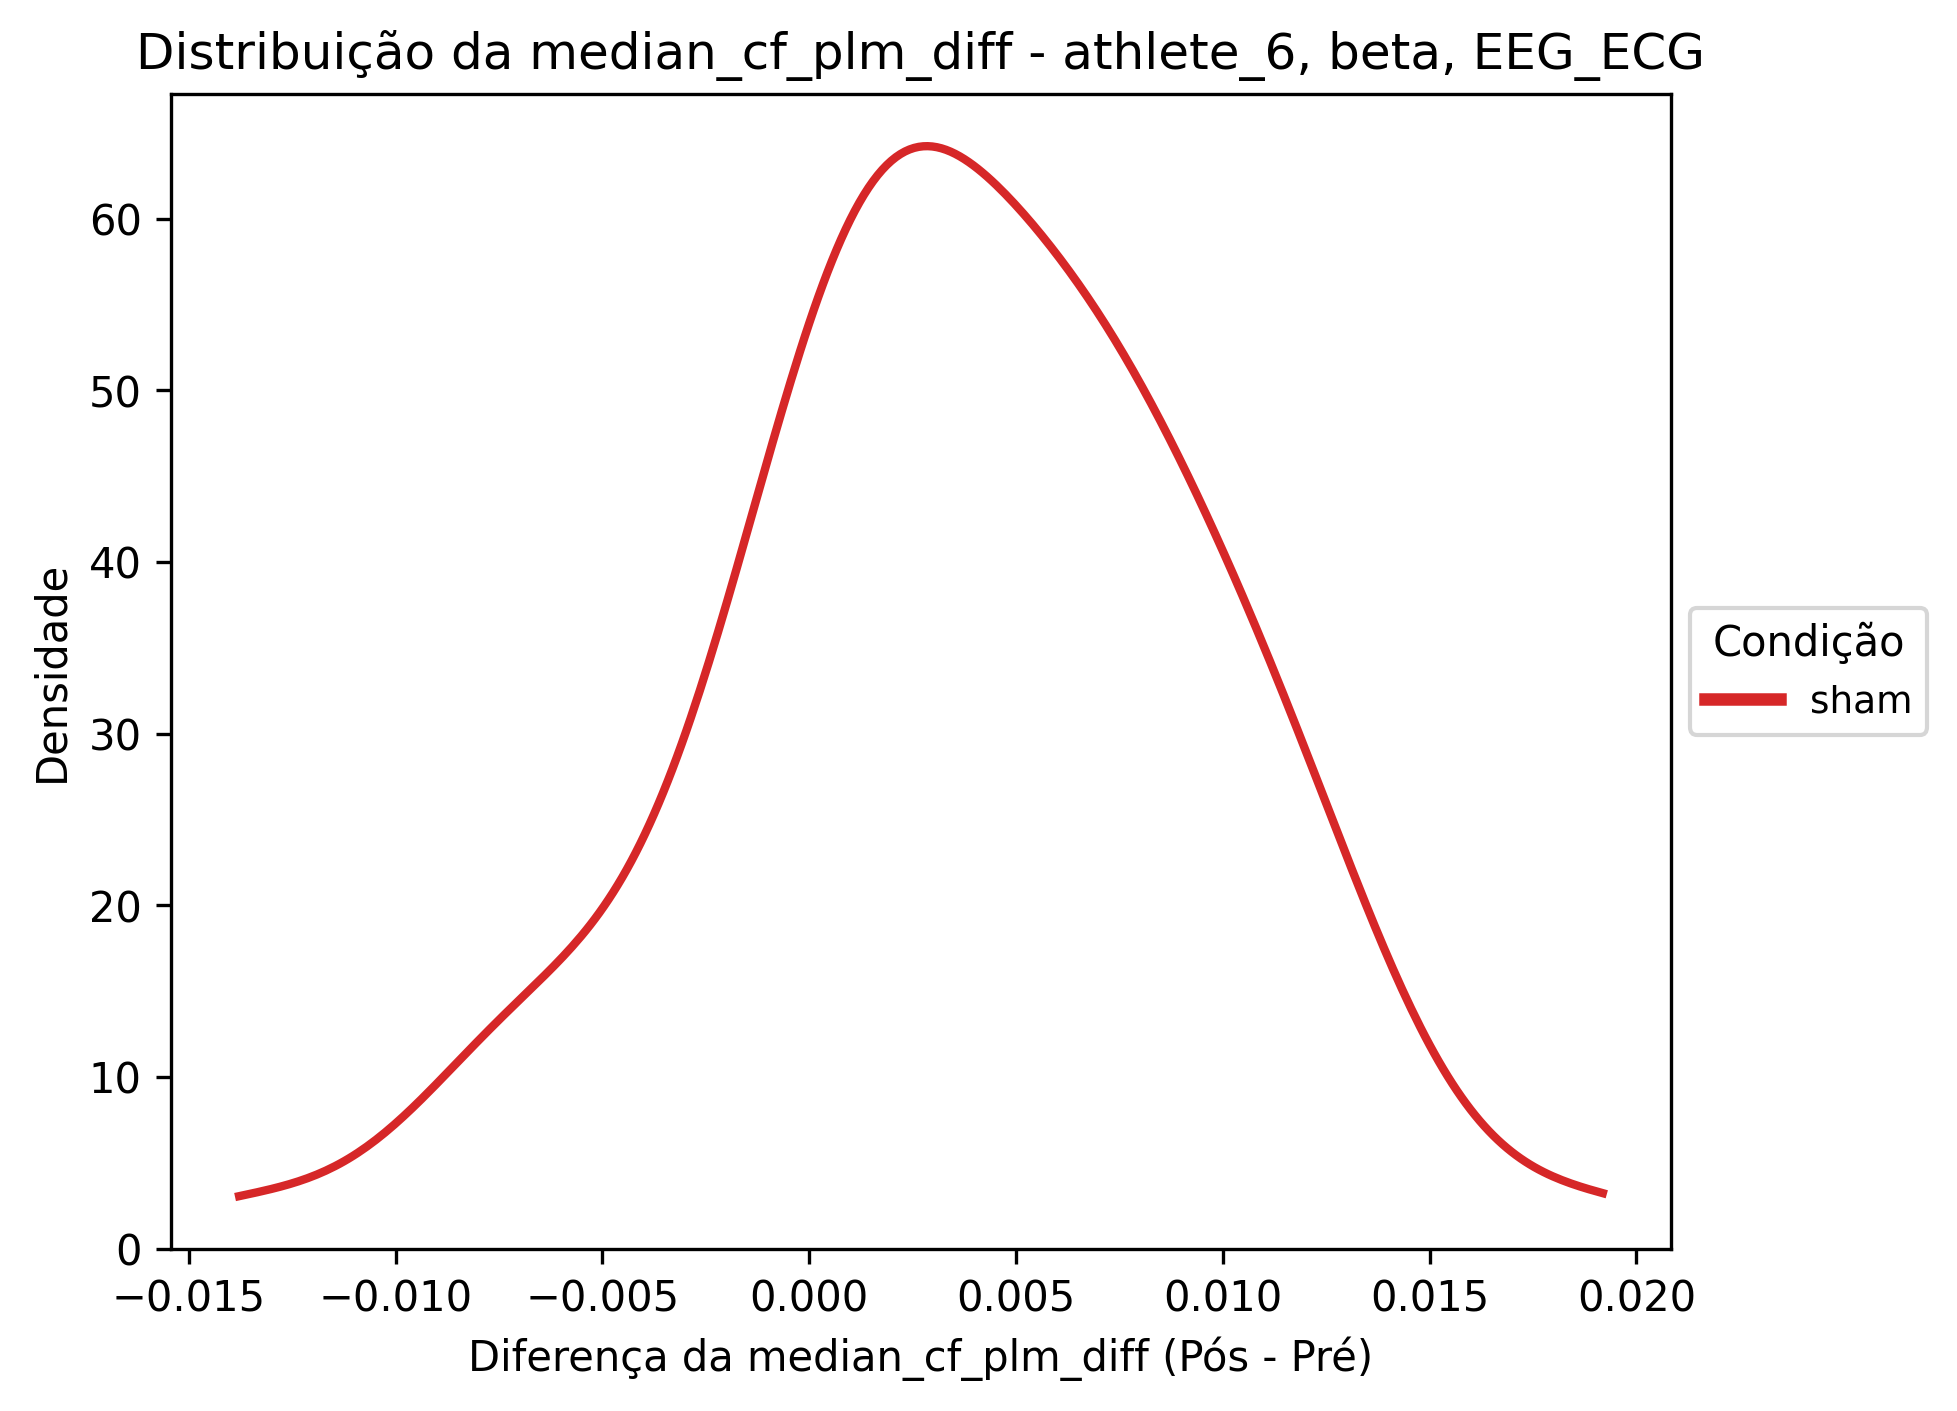 Distribuição da median_cf_plm_diff - athlete_6, beta, EEG_ECG
Densidade
60
50
40
30
20
10
0
−0.015 −0.010 −0.005 0.000 0.005 0.010 0.015 0.020
Diferença da median_cf_plm_diff (Pós - Pré)
Condição
sham